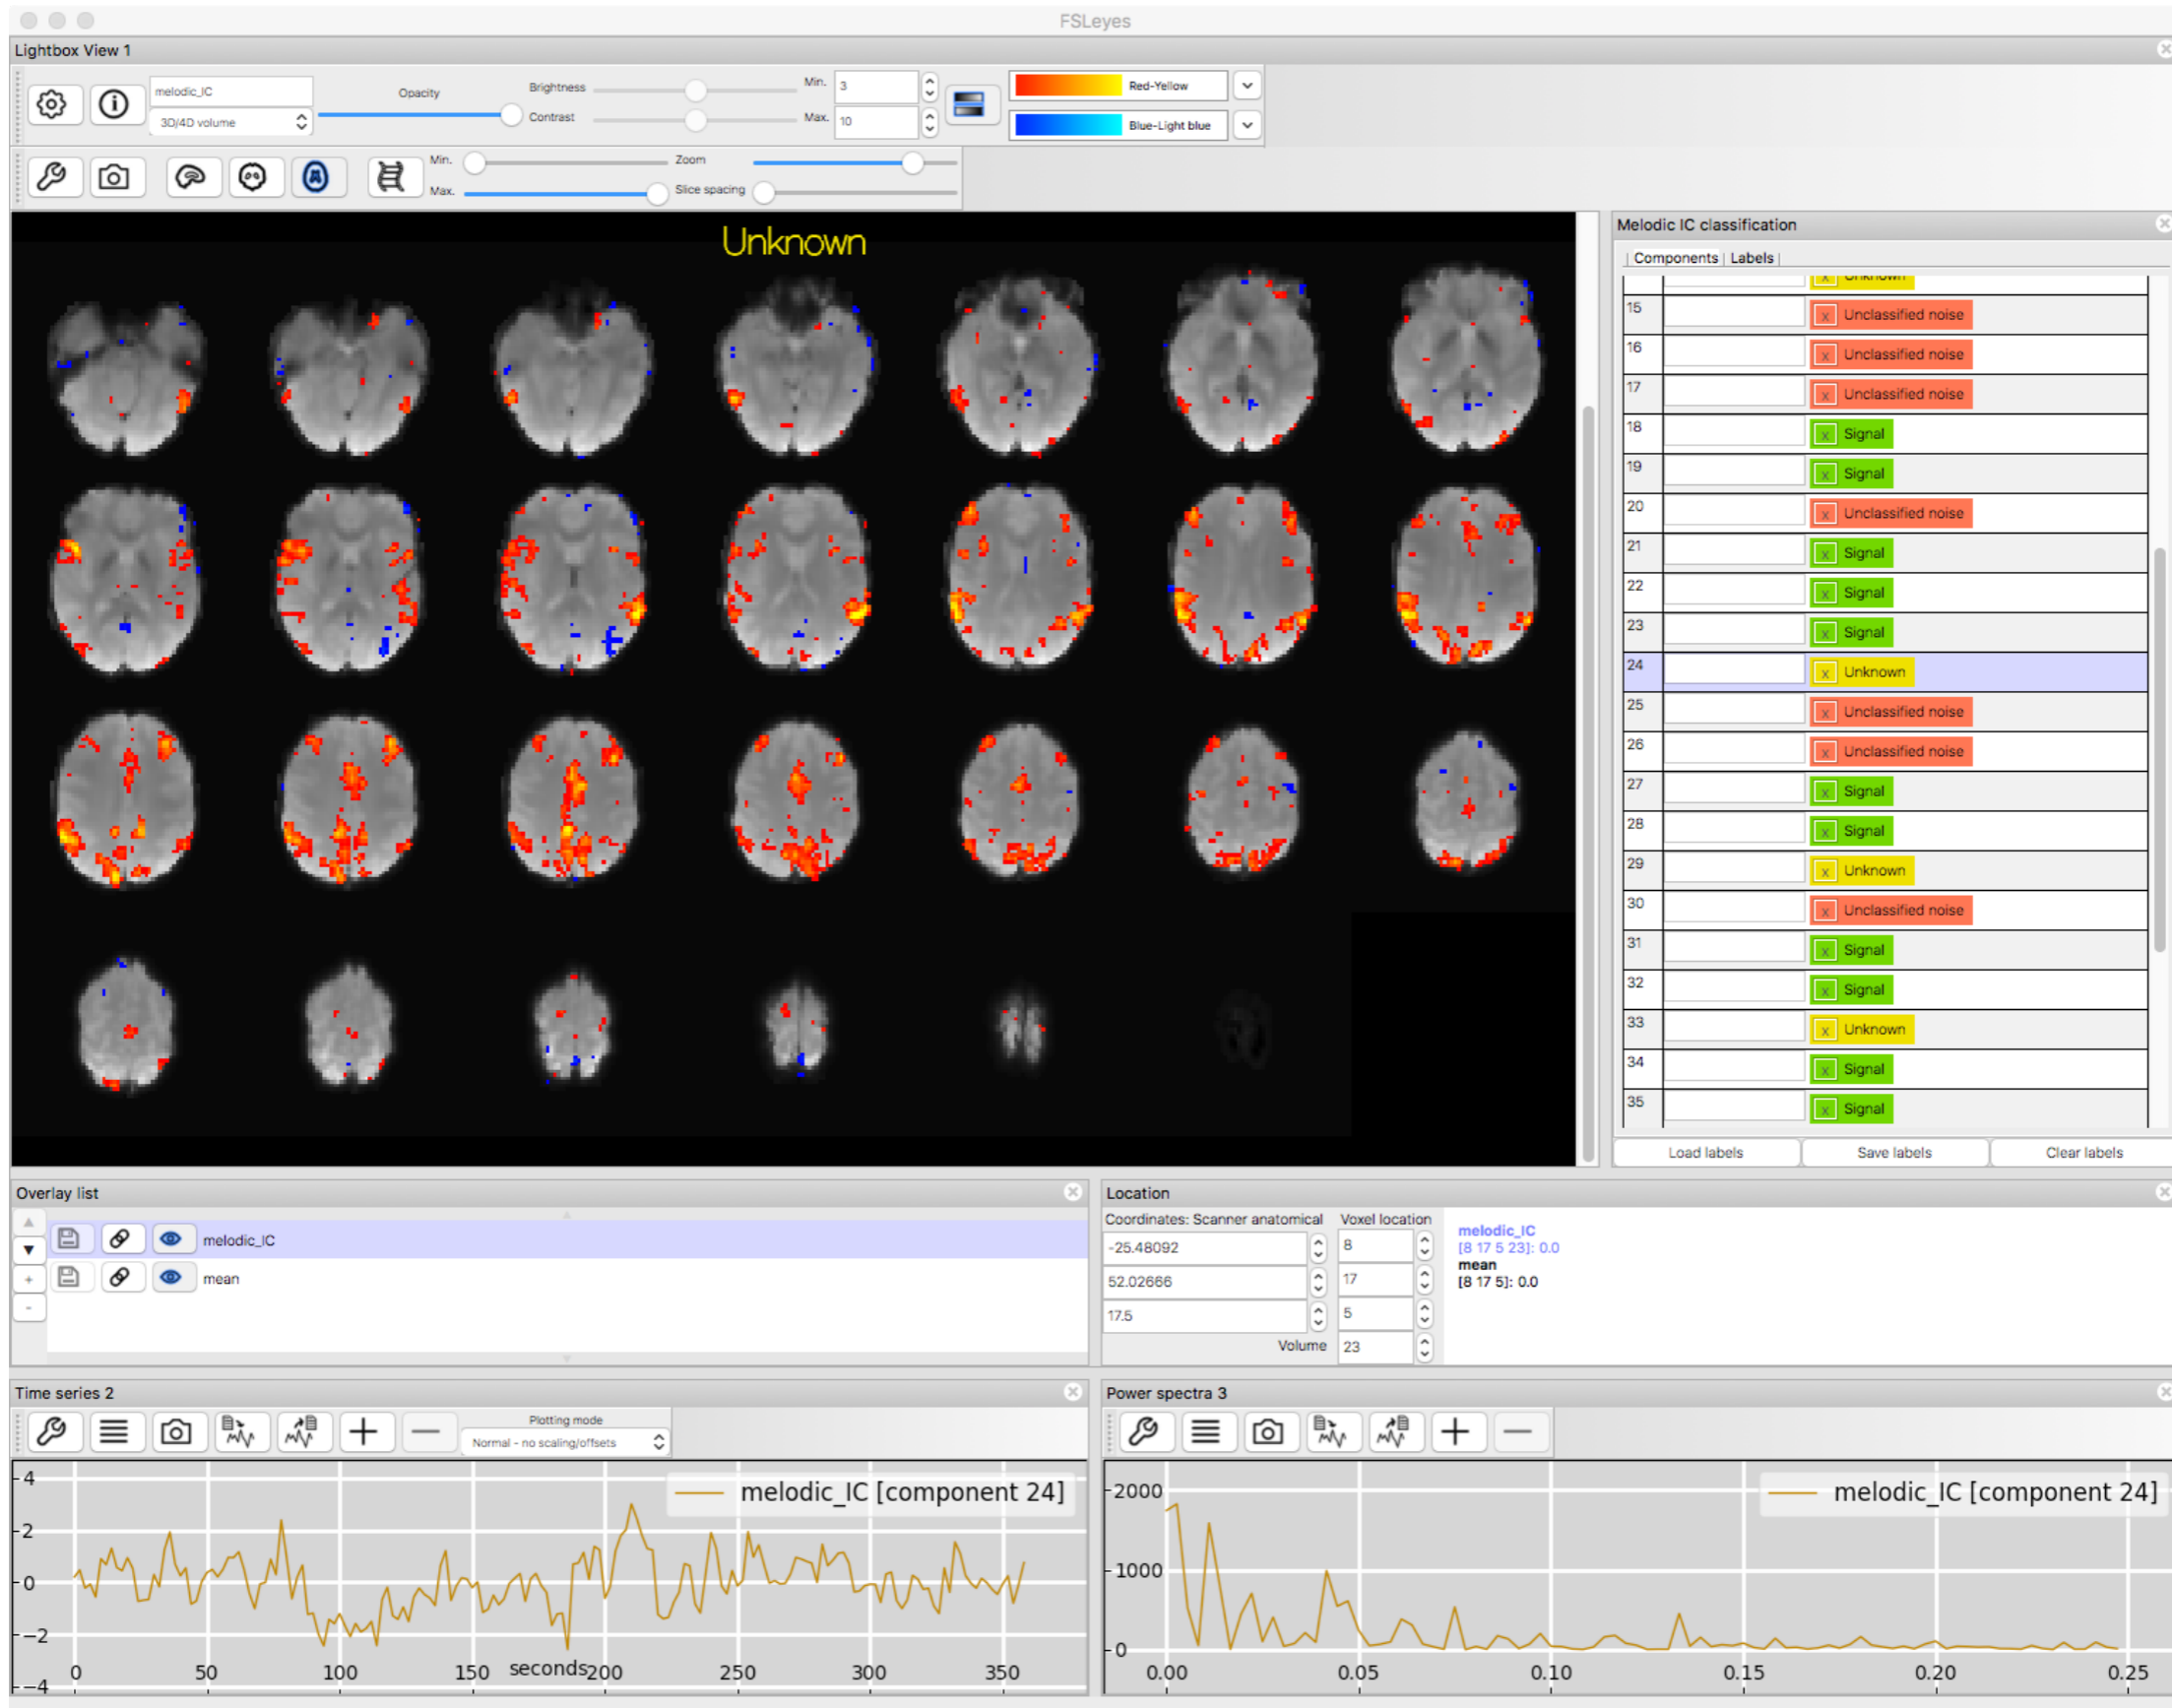 FSLeyes
Lightbox View 1
melodic_IC
3D/4D volume
Opacity
Brightness
Contrast
Min. 3
Max. 10
Red-Yellow
Blue-Light blue
Min.
Max.
Zoom
Slice spacing
Unknown
Melodic IC classification
Components | Labels
Unknown
15 x Unclassified noise
16 x Unclassified noise
17 x Unclassified noise
18 x Signal
19 x Signal
20 x Unclassified noise
21 x Signal
22 x Signal
23 x Signal
24 x Unknown
25 x Unclassified noise
26 x Unclassified noise
27 x Signal
28 x Signal
29 x Unknown
30 x Unclassified noise
31 x Signal
32 x Signal
33 x Unknown
34 x Signal
35 x Signal
Load labels Save labels Clear labels
Overlay list
melodic_IC
mean
Location
Coordinates: Scanner anatomical Voxel location
-25.48092 8
52.02666 17
17.5 5
Volume 23
melodic_IC
[8 17 5 23]: 0.0
mean
[8 17 5]: 0.0
Time series 2
Plotting mode
Normal - no scaling/offsets
melodic_IC [component 24]
4
2
0
−2
−4
0 50 100 150 seconds 200 250 300 350
Power spectra 3
melodic_IC [component 24]
2000
1000
0
0.00 0.05 0.10 0.15 0.20 0.25